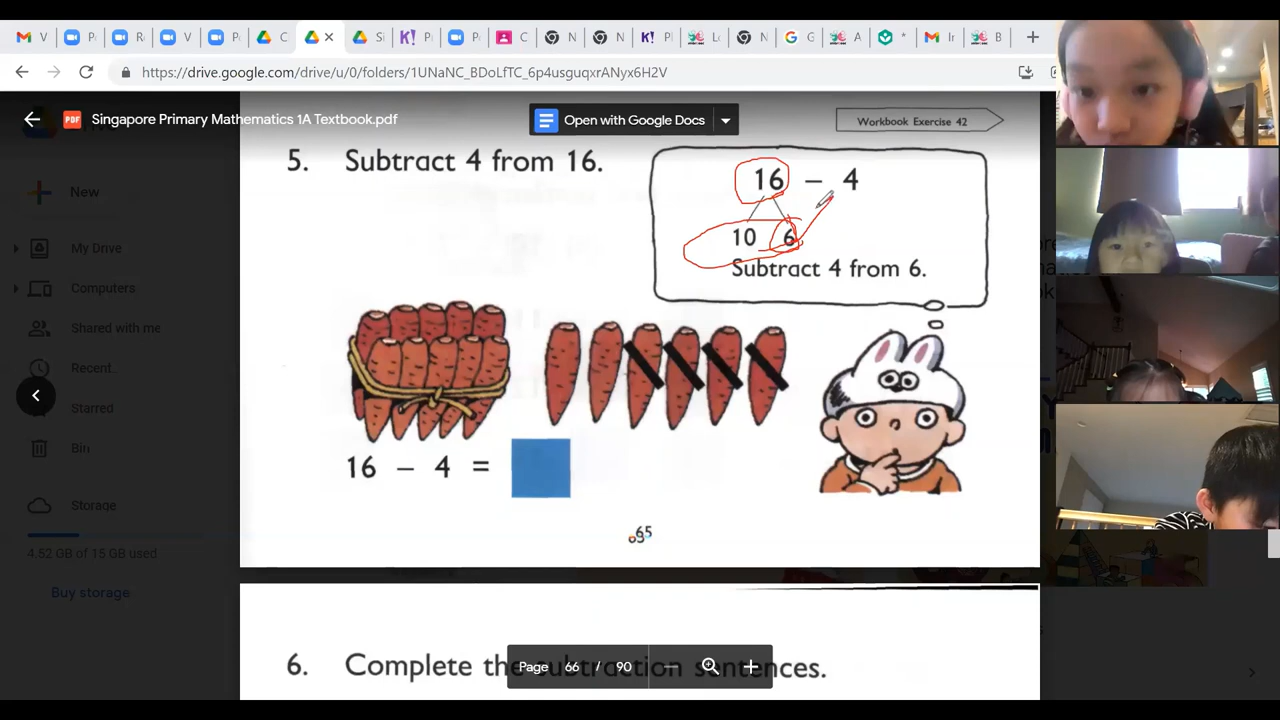 V
P
R
V
P
C
A
S
P
P
C
N
N
P
L
N
G
A
*
Ir
B
https://drive.google.com/drive/u/0/folders/1UNaNC_BDoLfTC_6p4usguqxrANyx6H2V
PDF Singapore Primary Mathematics 1A Textbook.pdf
Open with Google Docs
Workbook Exercise 42
New
My Drive
Computers
Shared with me
Recent
Starred
Bin
Storage
4.52 GB of 15 GB used
Buy storage
5. Subtract 4 from 16.
16 – 4
10 6
Subtract 4 from 6.
16 – 4 =
65
6. Complete the subtraction sentences.
Page 66 / 90